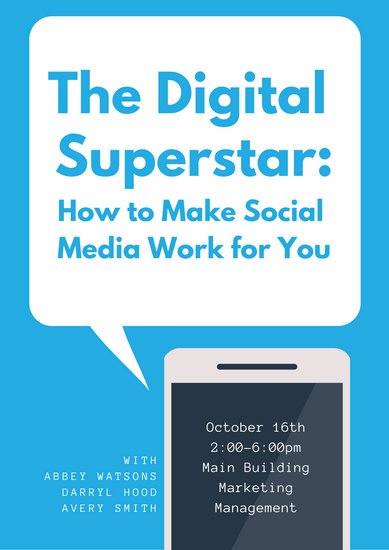 The Digital
Superstar:
How to Make Social
Media Work for You
WITH
ABBEY WATSONS
DARRYL HOOD
AVERY SMITH
October 16th
2:00-6:00pm
Main Building
Marketing
Management